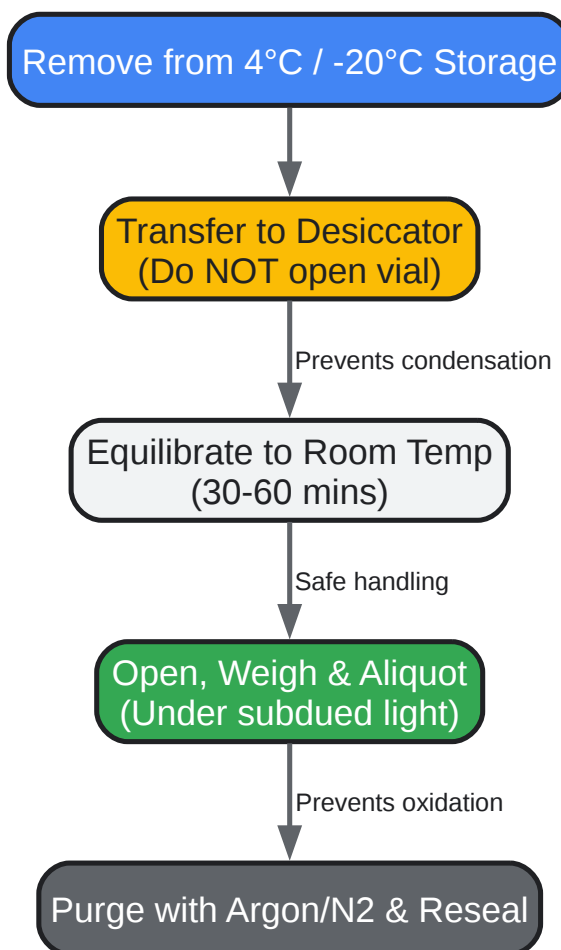 Remove from 4°C / -20°C Storage
Transfer to Desiccator
(Do NOT open vial)
Prevents condensation
Equilibrate to Room Temp
(30-60 mins)
Safe handling
Open, Weigh & Aliquot
(Under subdued light)
Prevents oxidation
Purge with Argon/N2 & Reseal